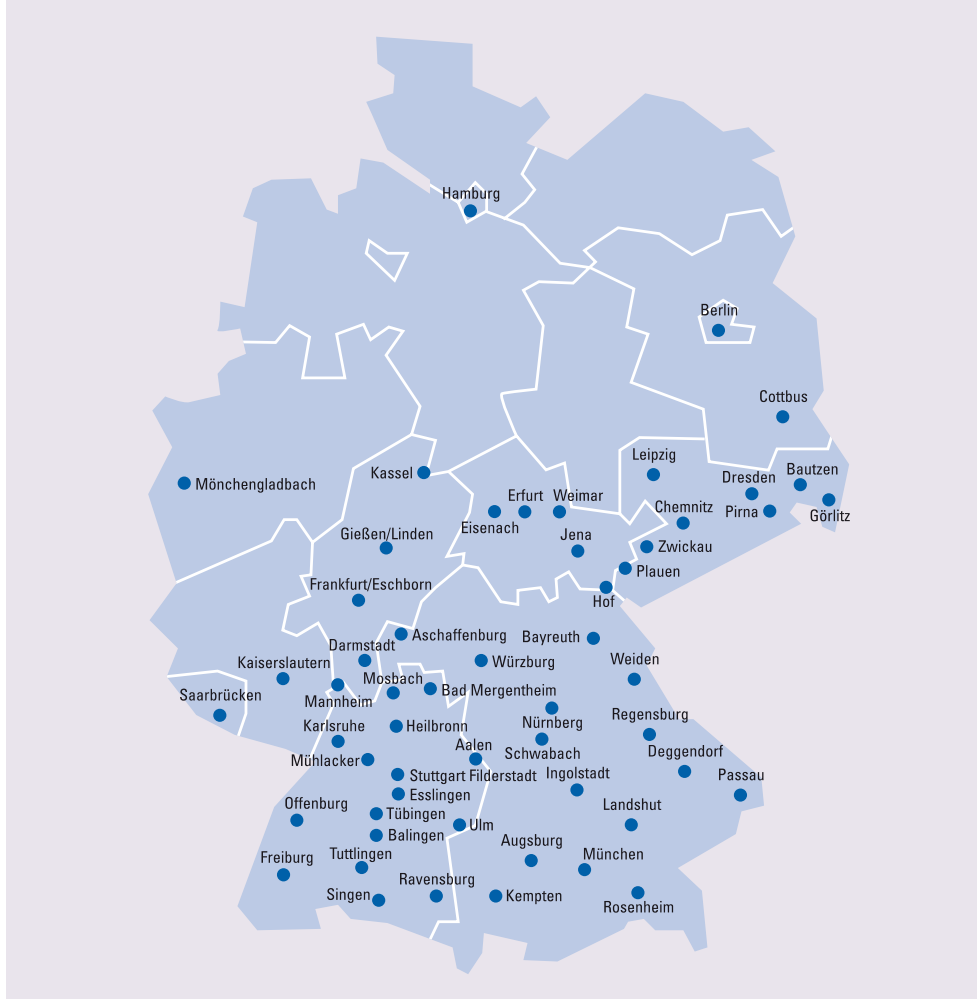 Hamburg
Berlin
Cottbus
Leipzig
Kassel
Bautzen
Dresden
Mönchengladbach
Erfurt Weimar
Chemnitz
Pirna
Görlitz
Eisenach
Gießen/Linden
Jena
Zwickau
Plauen
Frankfurt/Eschborn
Hof
Aschaffenburg
Bayreuth
Darmstadt
Kaiserslautern
Würzburg
Weiden
Mosbach
Saarbrücken
Bad Mergentheim
Mannheim
Regensburg
Karlsruhe
Heilbronn
Nürnberg
Aalen
Schwabach
Deggendorf
Mühlacker
Stuttgart Filderstadt
Ingolstadt
Passau
Esslingen
Offenburg
Landshut
Tübingen
Ulm
Balingen
Augsburg
Tuttlingen
München
Freiburg
Ravensburg
Singen
Kempten
Rosenheim